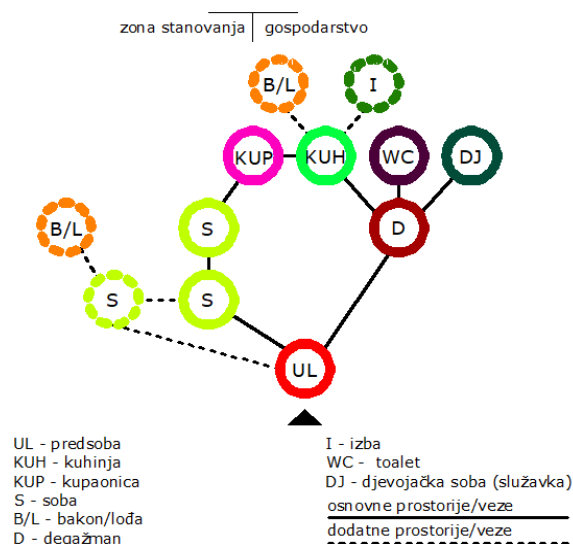 zona stanovanja gospodarstvo
B/L I
KUP KUH WC DJ
B/L S D
S S
UL
UL - predsoba
KUH - kuhinja
KUP - kupaonica
S - soba
B/L - bakon/lođa
D - degažman
I - izba
WC - toalet
DJ - djevojačka soba (služavka)
osnovne prostorije/veze
dodatne prostorije/veze